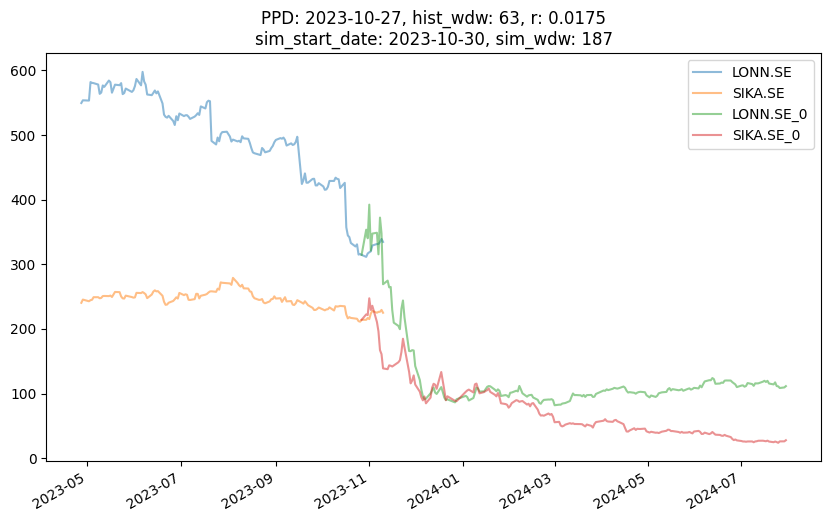 PPD: 2023-10-27, hist_wdw: 63, r: 0.0175
sim_start_date: 2023-10-30, sim_wdw: 187
LONN.SE
SIKA.SE
LONN.SE_0
SIKA.SE_0
600
500
400
300
200
100
0
2023-05
2023-07
2023-09
2023-11
2024-01
2024-03
2024-05
2024-07